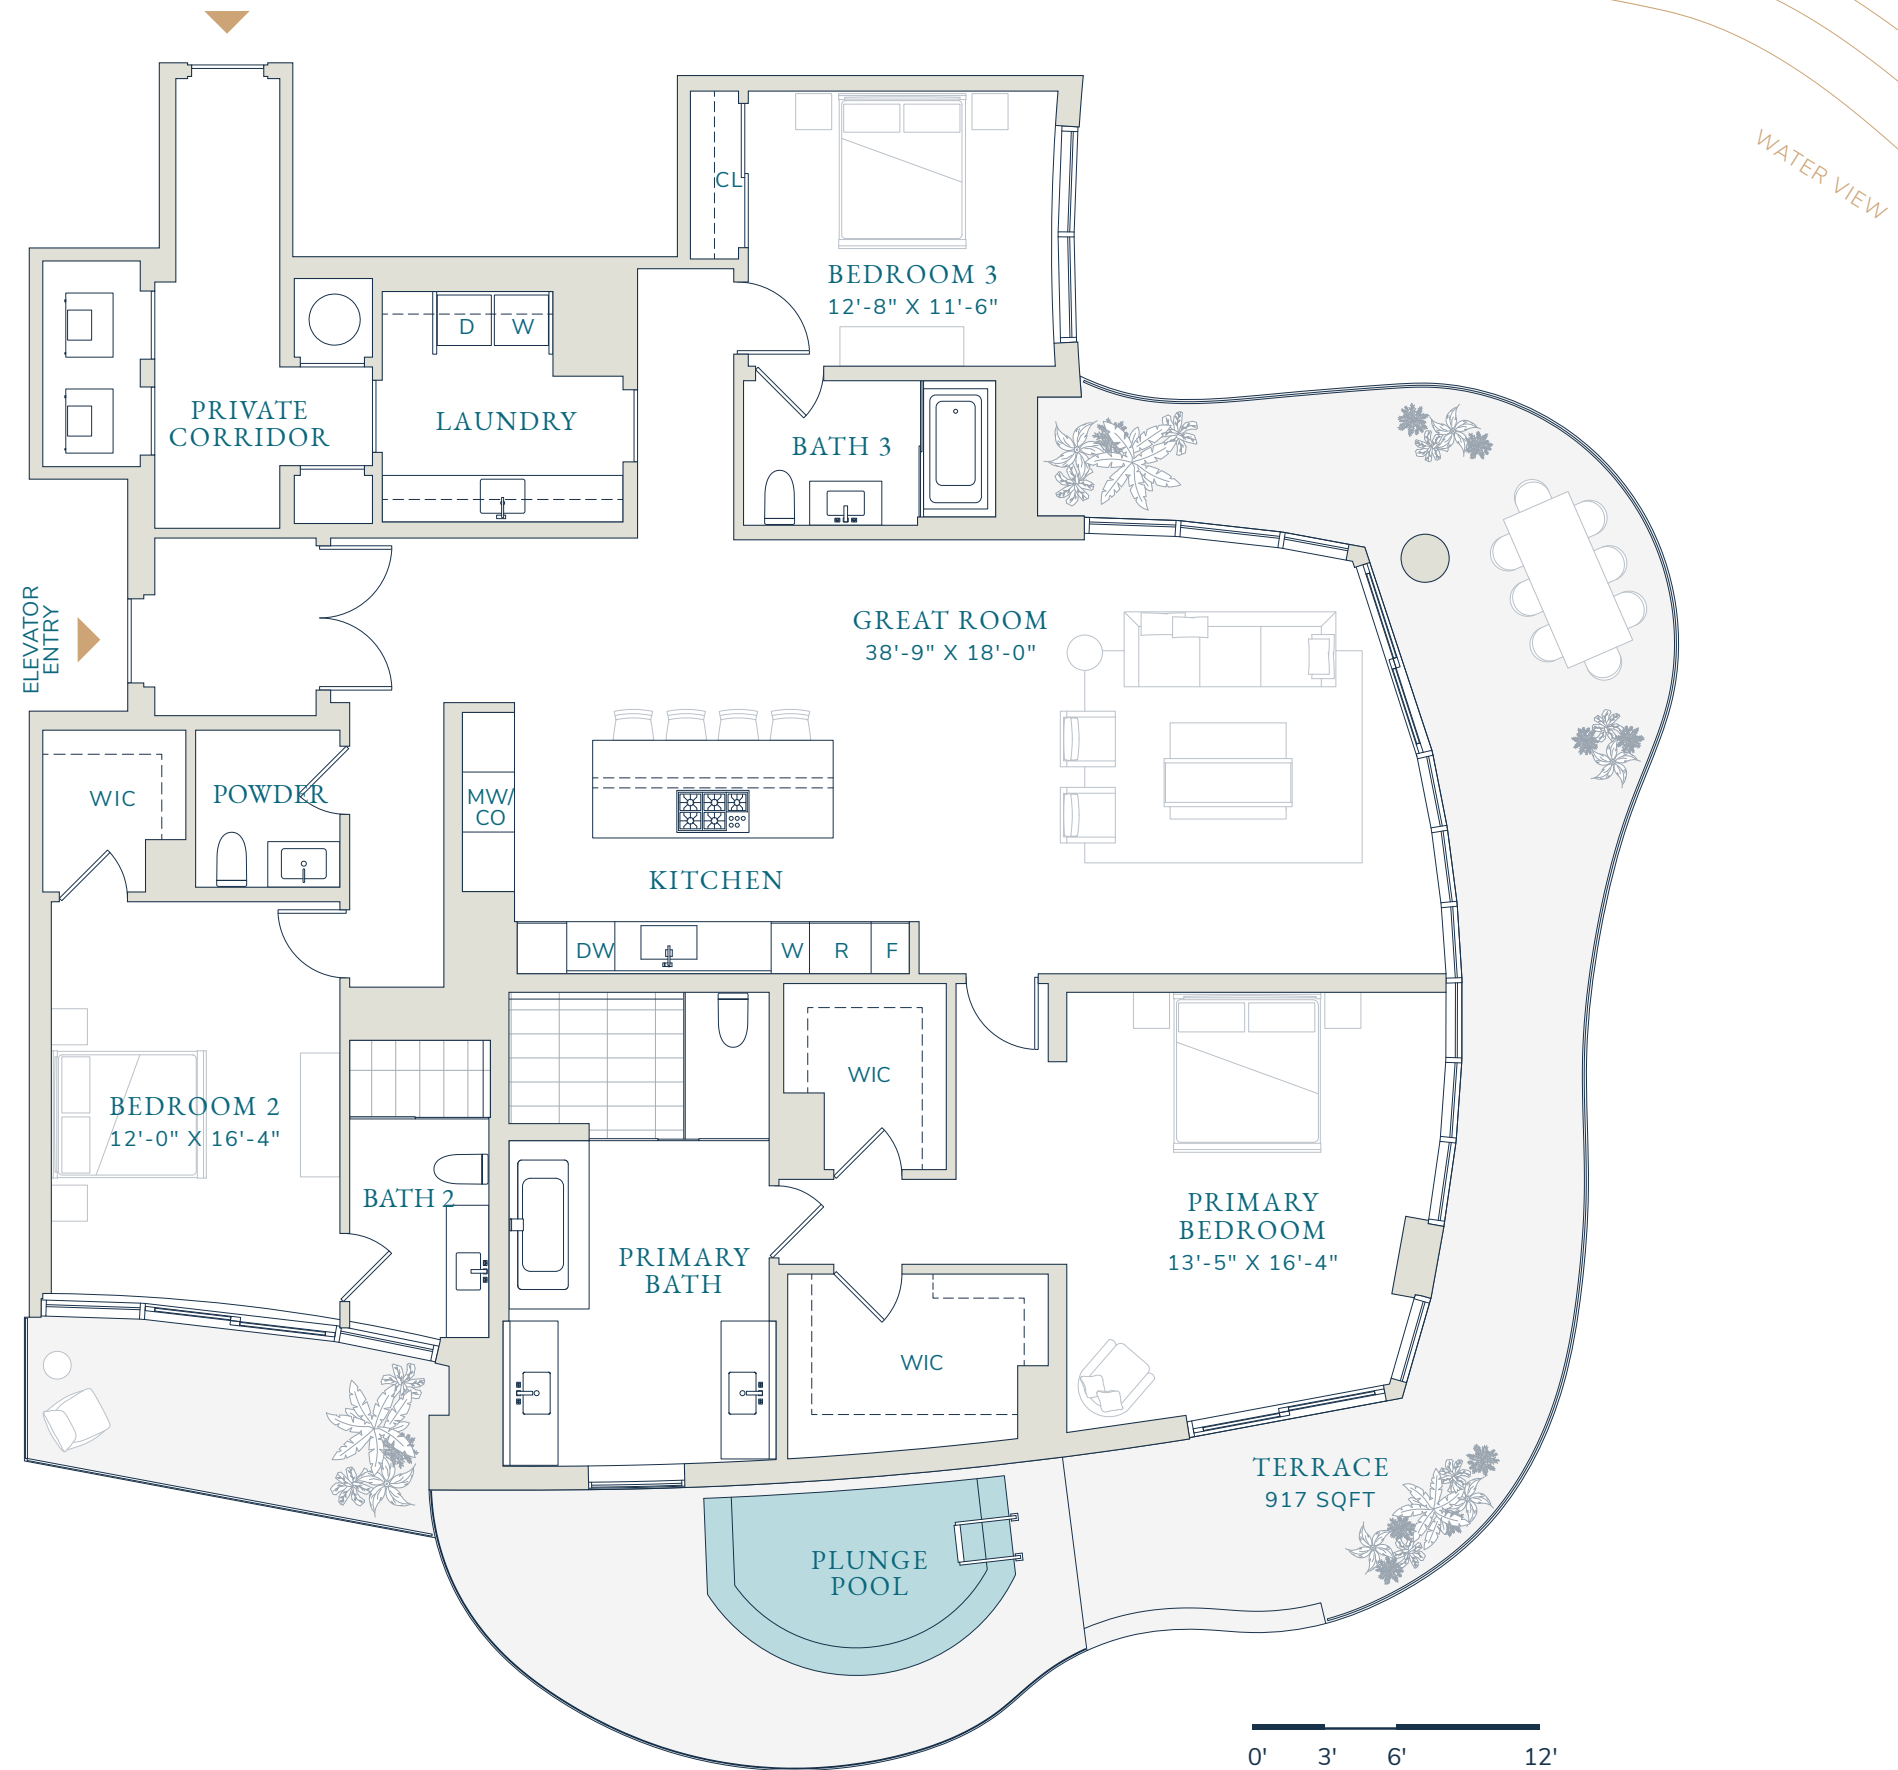 WATER VIEW
CL
BEDROOM 3
12'-8" X 11'-6"
D
W
PRIVATE
CORRIDOR
LAUNDRY
BATH 3
ELEVATOR
ENTRY
GREAT ROOM
38'-9" X 18'-0"
WIC
POWDER
MW/
CO
KITCHEN
DW
W
R
F
WIC
BEDROOM 2
12'-0" X 16'-4"
BATH 2
PRIMARY
BEDROOM
13'-5" X 16'-4"
PRIMARY
BATH
WIC
TERRACE
917 SQFT
PLUNGE
POOL
0'
3'
6'
12'